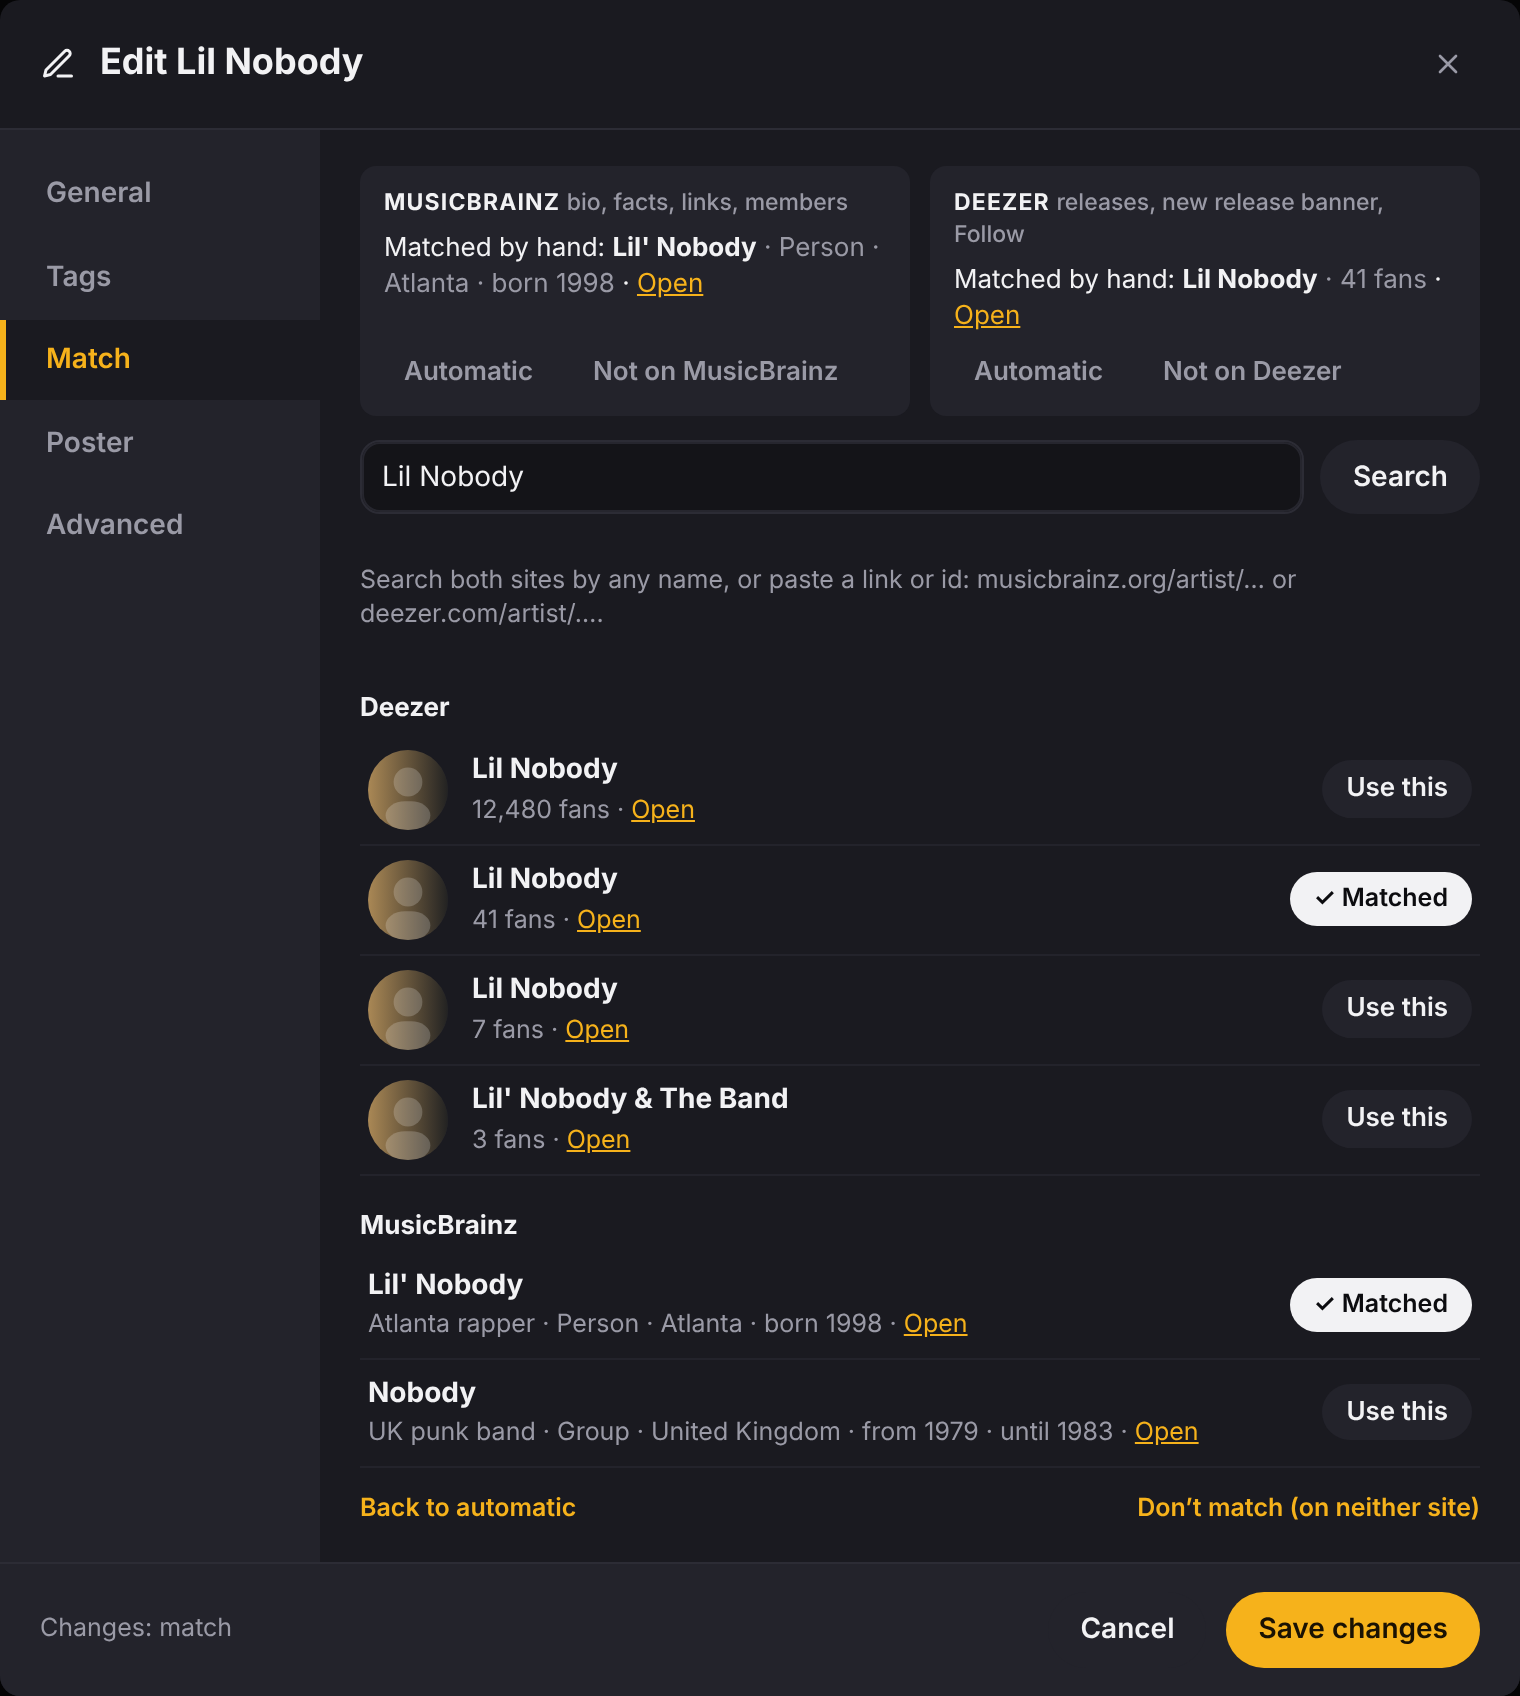 Edit Lil Nobody
General
Tags
Match
Poster
Advanced
MUSICBRAINZ bio, facts, links, members
Matched by hand: Lil' Nobody · Person ·
Atlanta · born 1998 · Open
Automatic
Not on MusicBrainz
DEEZER releases, new release banner,
Follow
Matched by hand: Lil Nobody · 41 fans ·
Open
Automatic
Not on Deezer
Lil Nobody
Search
Search both sites by any name, or paste a link or id: musicbrainz.org/artist/... or
deezer.com/artist/....
Deezer
Lil Nobody
12,480 fans · Open
Use this
Lil Nobody
41 fans · Open
✓ Matched
Lil Nobody
7 fans · Open
Use this
Lil' Nobody & The Band
3 fans · Open
Use this
MusicBrainz
Lil' Nobody
Atlanta rapper · Person · Atlanta · born 1998 · Open
✓ Matched
Nobody
UK punk band · Group · United Kingdom · from 1979 · until 1983 · Open
Use this
Back to automatic
Don’t match (on neither site)
Changes: match
Cancel
Save changes